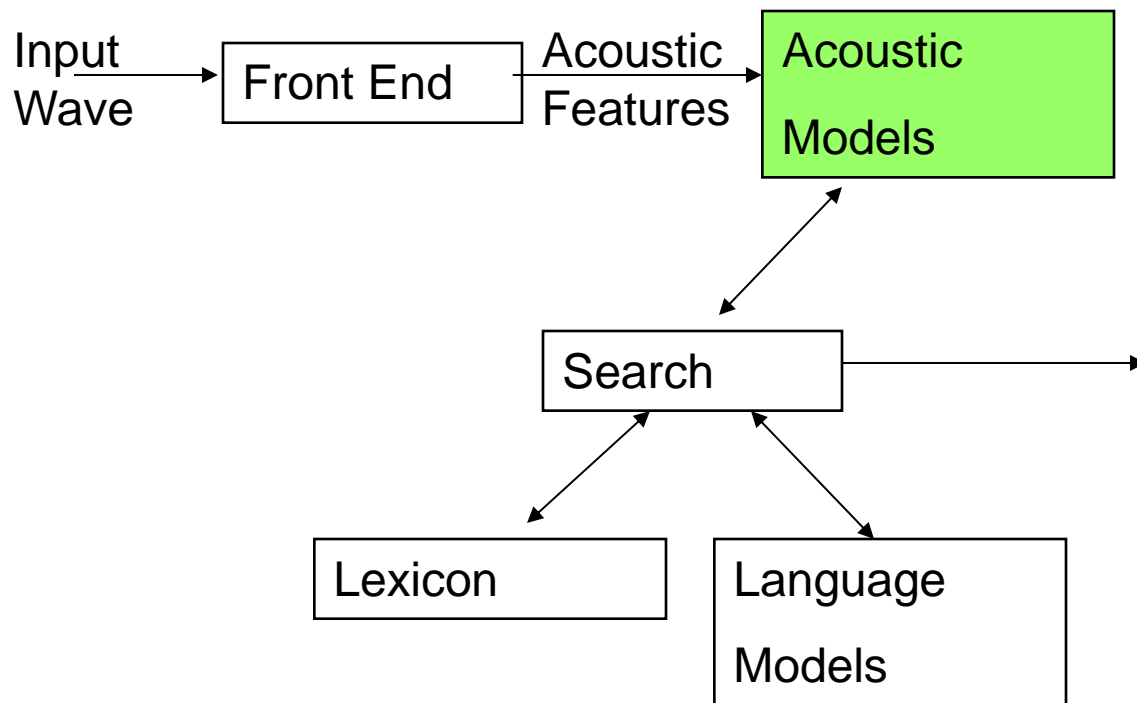 Input
Wave
Front End
Acoustic
Features
Acoustic
Models
Search
Lexicon
Language
Models